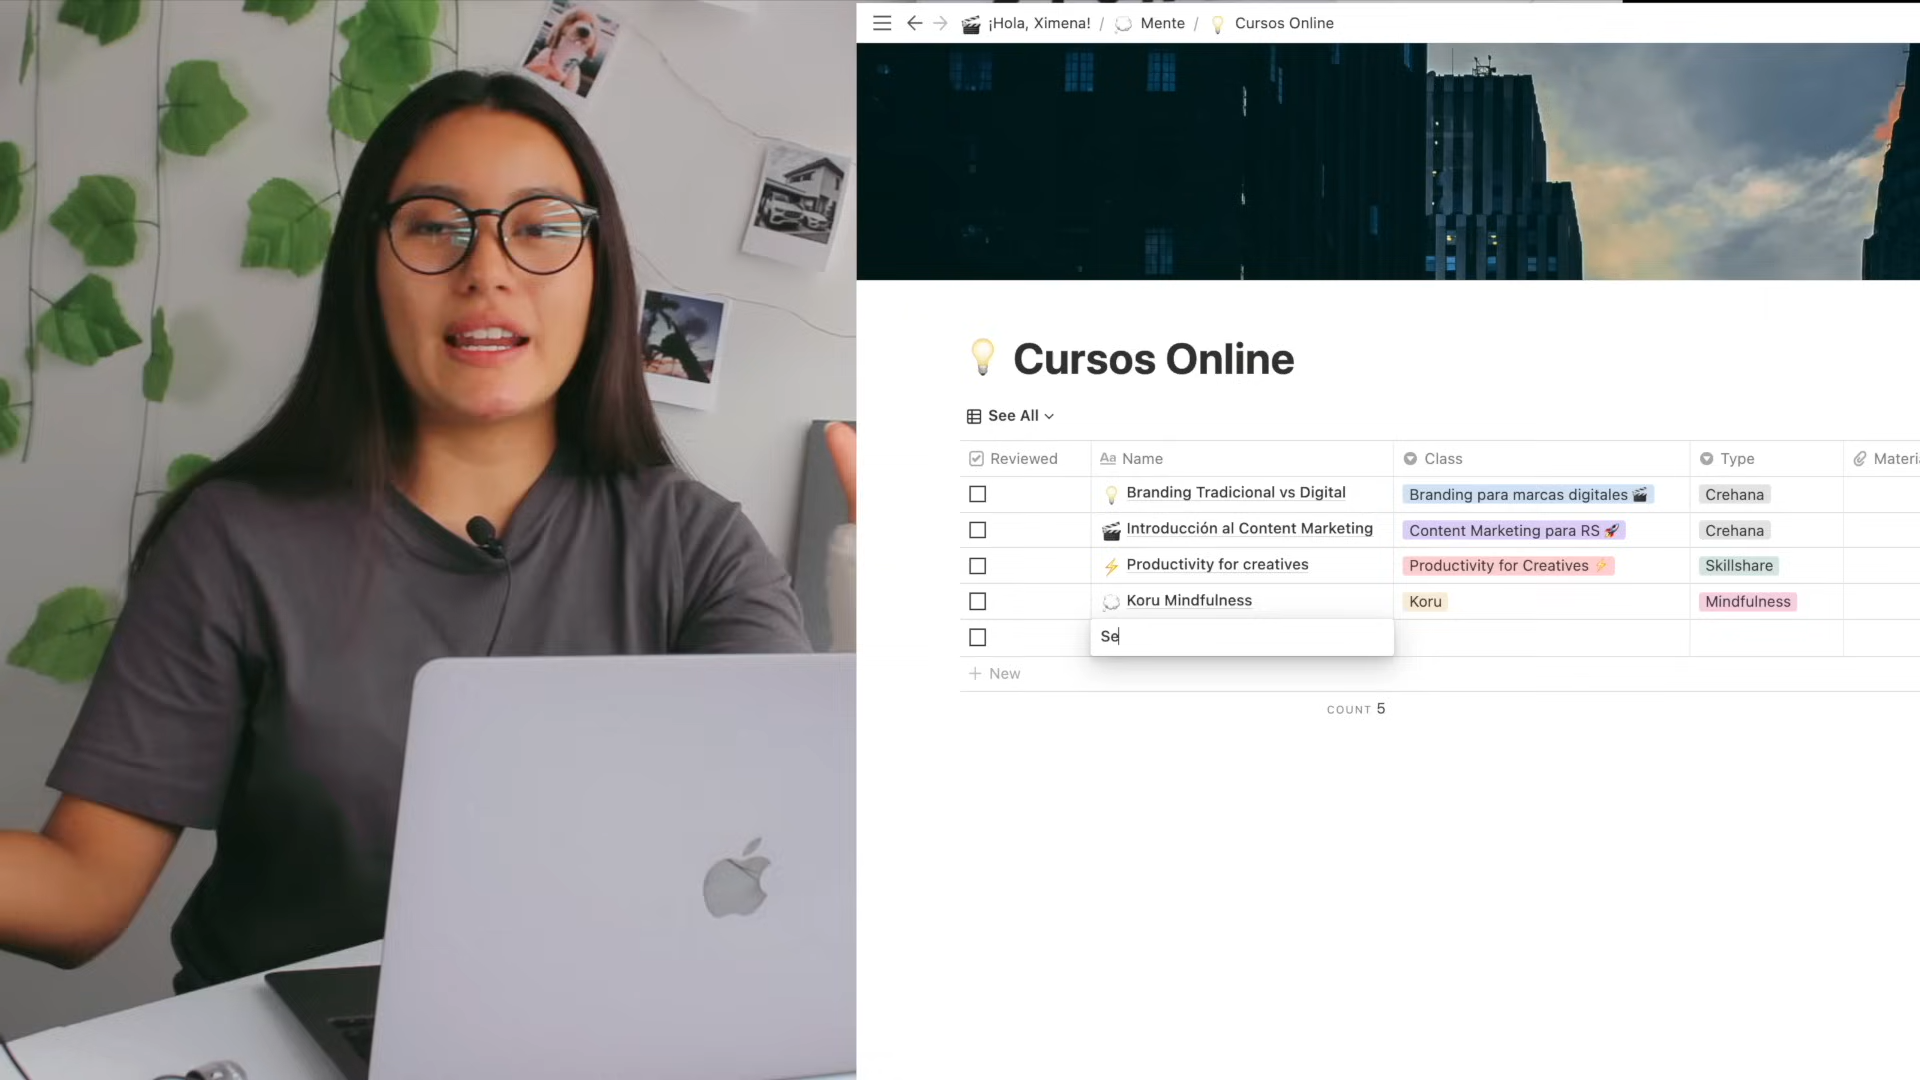 ¡Hola, Ximena! / Mente / Cursos Online
Cursos Online
See All
Reviewed Aa Name Class Type Materi
Branding Tradicional vs Digital Branding para marcas digitales Crehana
Introducción al Content Marketing Content Marketing para RS Crehana
Productivity for creatives Productivity for Creatives Skillshare
Koru Mindfulness Koru Mindfulness
Se
+ New
COUNT 5